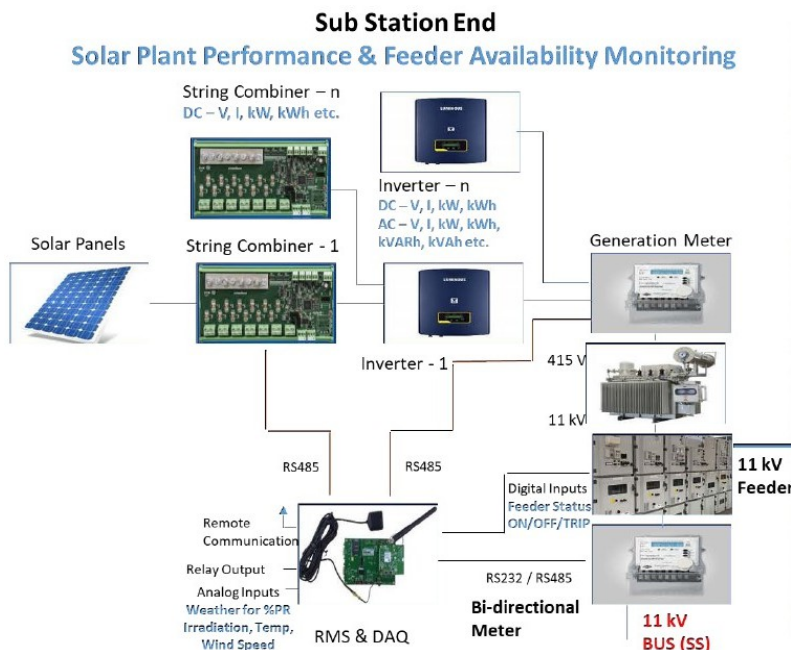 Sub Station End
Solar Plant Performance & Feeder Availability Monitoring
String Combiner – n
DC – V, I, kW, kWh etc.
LUMINOUS
Inverter – n
DC – V, I, kW, kWh
AC – V, I, kW, kWh,
kVARh, kVAh etc.
Solar Panels
String Combiner - 1
Generation Meter
LUMINOUS
Inverter - 1
415 V
11 kV
RS485
RS485
11 kV
Feeder
Digital Inputs
Feeder Status
ON/OFF/TRIP
Remote
Communication
Relay Output
Analog Inputs
Weather for %PR
Irradiation, Temp,
Wind Speed
RMS & DAQ
RS232 / RS485
Bi-directional
Meter
11 kV
BUS (SS)